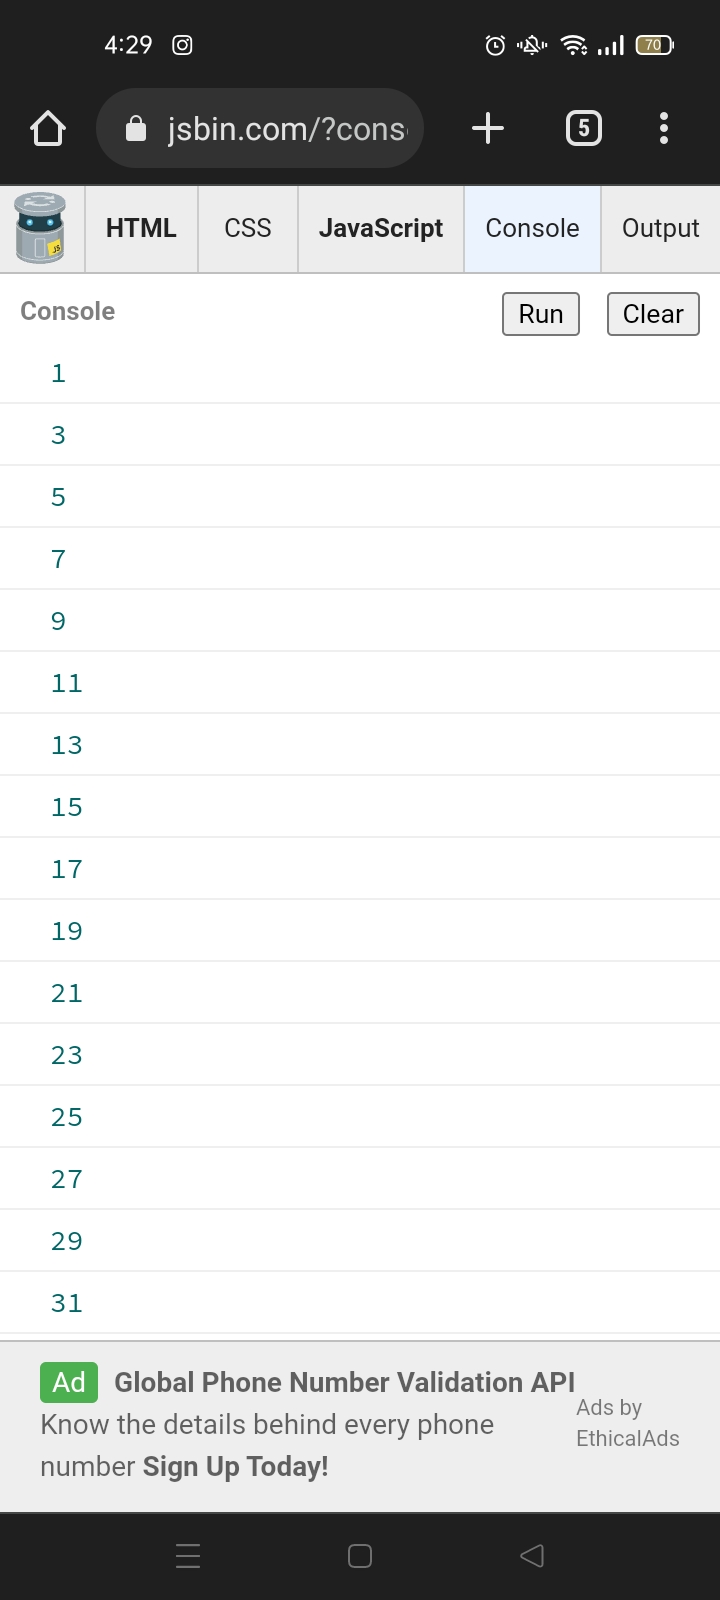 4:29
70
jsbin.com/?cons
5
HTML CSS JavaScript Console Output
Console Run Clear
1
3
5
7
9
11
13
15
17
19
21
23
25
27
29
31
Ad Global Phone Number Validation API
Know the details behind every phone
number Sign Up Today!
Ads by
EthicalAds